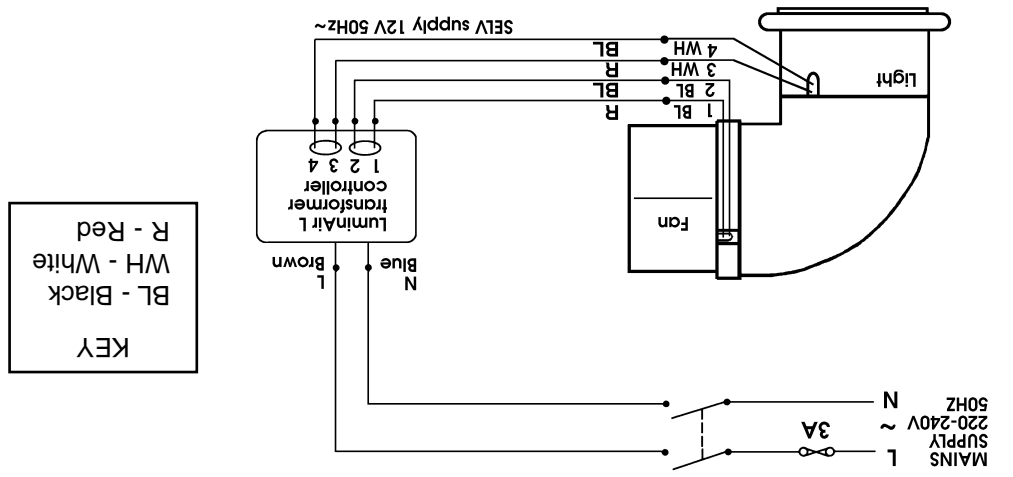 MAINS
SUPPLY
220-240V
50HZ
~
L
N
3A
KEY
BL - Black
WH - White
R - Red
N
Blue
L
Brown
LuminAir L
transformer
controller
1 2 3 4
Fan
1 BL R
2 BL BL
3 WH R
4 WH BL
Light
SELV supply 12V 50Hz~